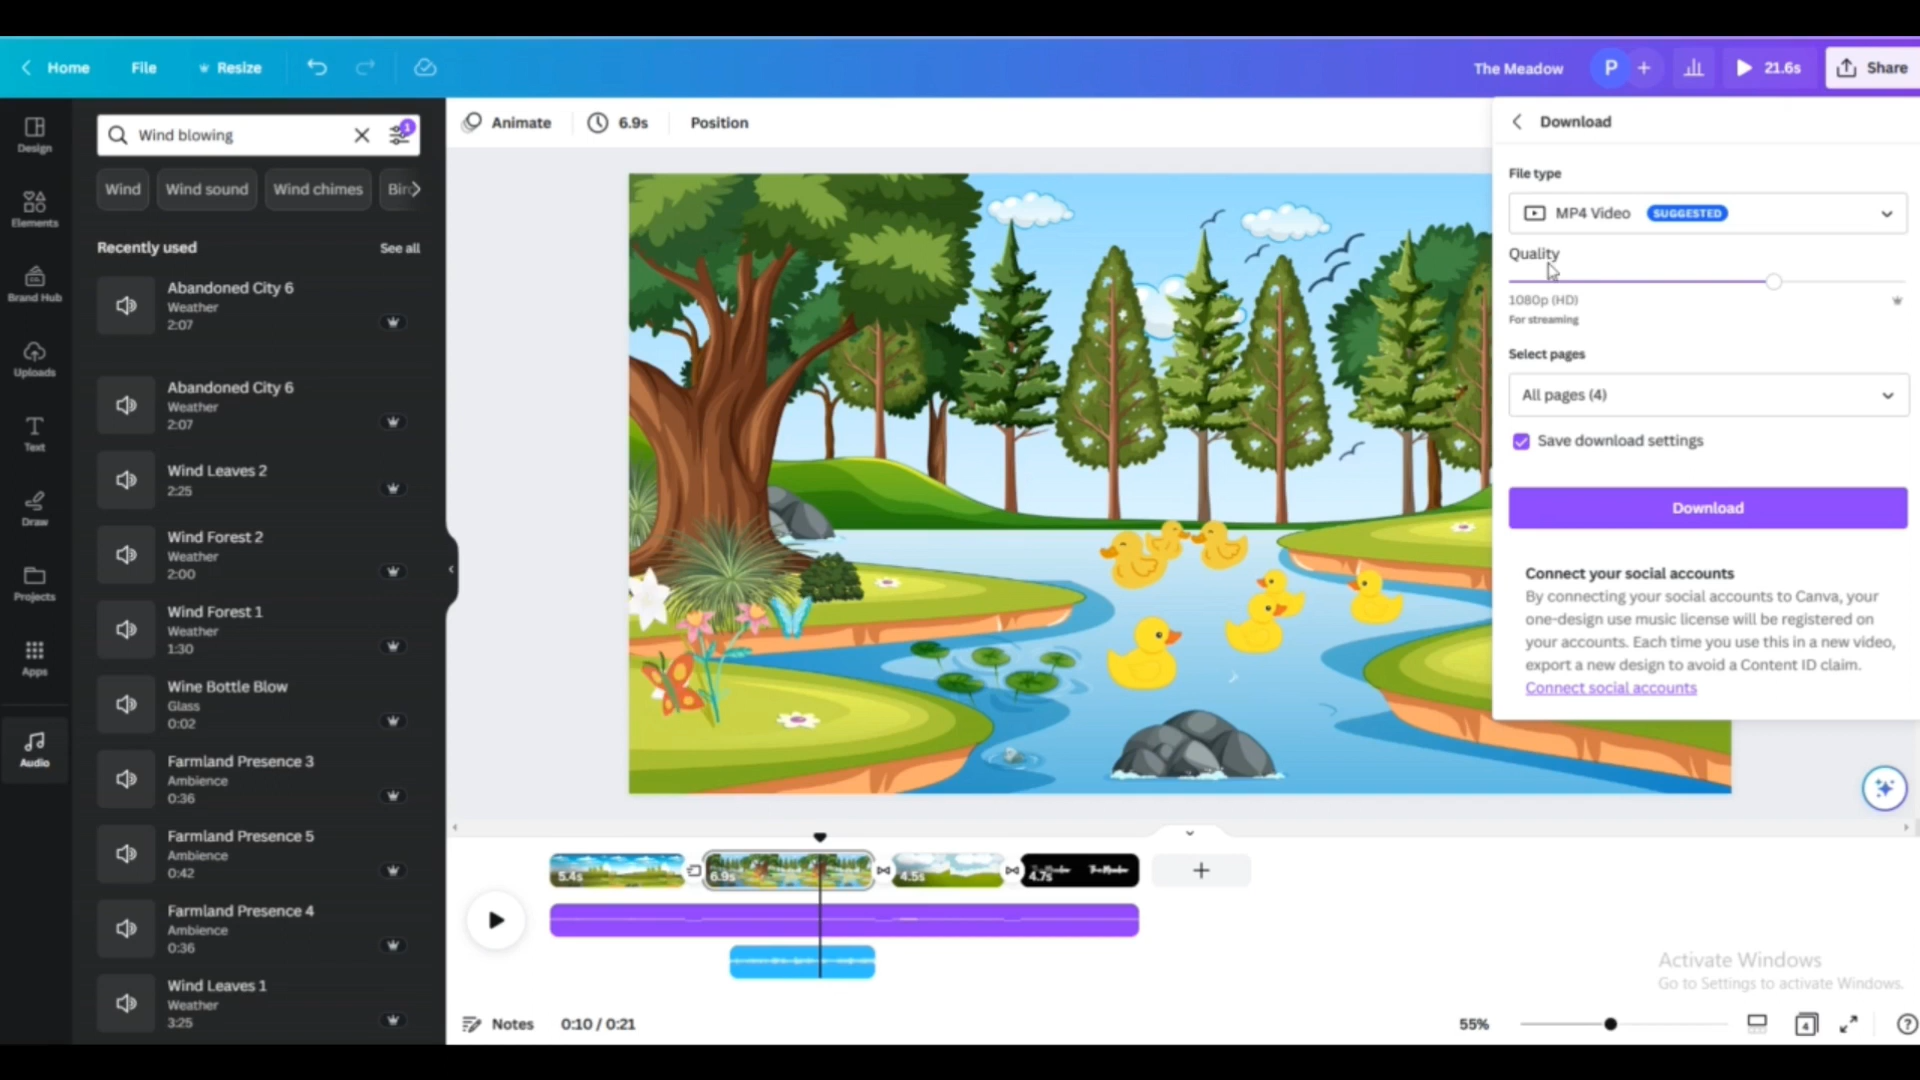 Home
File
Resize
The Meadow
P
+
21.6s
Share
Design
Elements
Brand Hub
Uploads
Text
Draw
Projects
Apps
Audio
Wind blowing
1
Wind
Wind sound
Wind chimes
Recently used
See all
Abandoned City 6
Weather
2:07
Abandoned City 6
Weather
2:07
Wind Leaves 2
2:25
Wind Forest 2
Weather
2:00
Wind Forest 1
Weather
1:30
Wine Bottle Blow
Glass
0:02
Farmland Presence 3
Ambience
0:36
Farmland Presence 5
Ambience
0:42
Farmland Presence 4
Ambience
0:36
Wind Leaves 1
Weather
3:25
Animate
6.9s
Position
Download
File type
MP4 Video SUGGESTED
Quality
1080p (HD)
For streaming
Select pages
All pages (4)
Save download settings
Download
Connect your social accounts
By connecting your social accounts to Canva, your
one-design use music license will be registered on
your accounts. Each time you use this in a new video,
export a new design to avoid a Content ID claim.
Connect social accounts
5.4s
6.9s
4.5s
4.7s
+
Activate Windows
Go to Settings to activate Windows.
Notes
0:10 / 0:21
55%
4
?